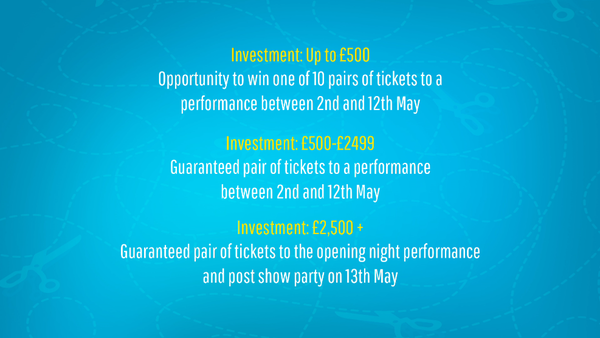 Investment: Up to £500
Opportunity to win one of 10 pairs of tickets to a
performance between 2nd and 12th May
Investment: £500-£2499
Guaranteed pair of tickets to a performance
between 2nd and 12th May
Investment: £2,500 +
Guaranteed pair of tickets to the opening night performance
and post show party on 13th May